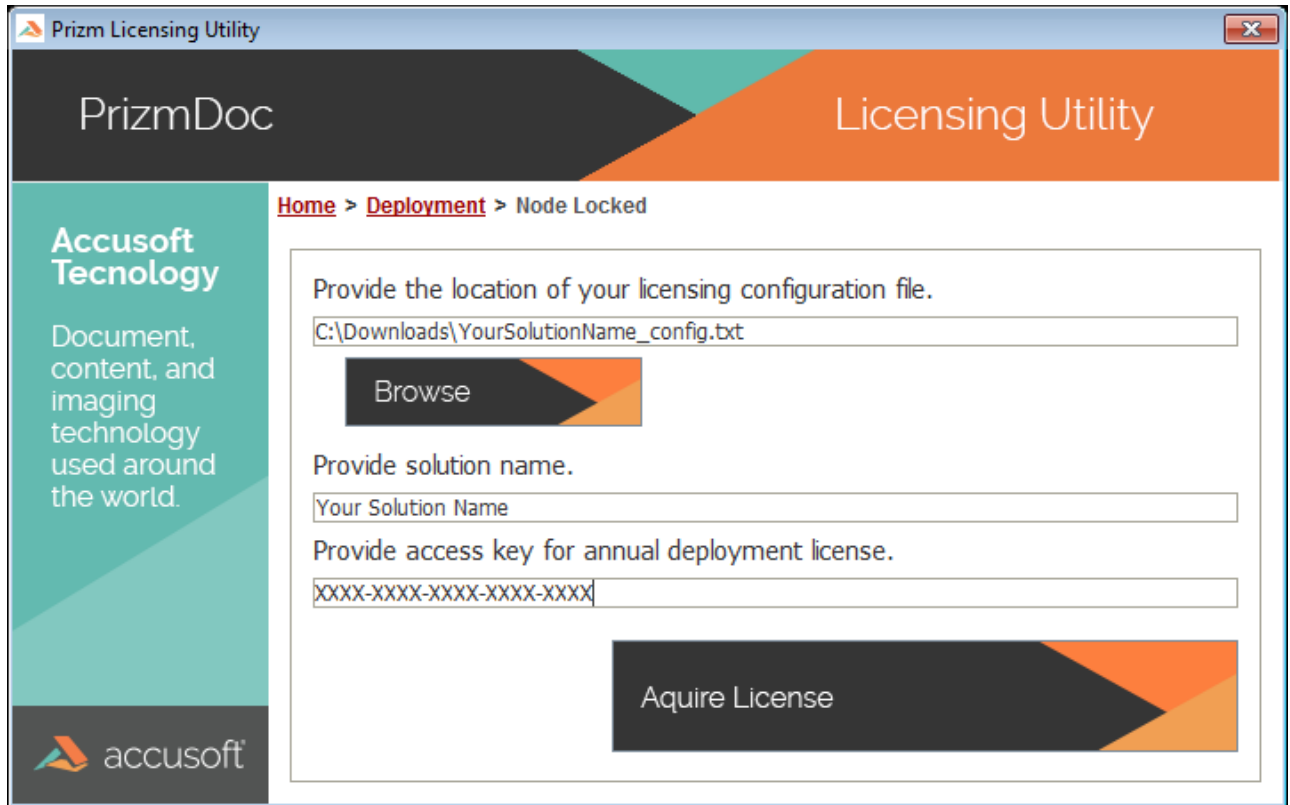 Prizm Licensing Utility
PrizmDoc
Licensing Utility
Home > Deployment > Node Locked
Accusoft
Tecnology
Document,
content, and
imaging
technology
used around
the world.
accusoft
Provide the location of your licensing configuration file.
C:\Downloads\YourSolutionName_config.txt
Browse
Provide solution name.
Your Solution Name
Provide access key for annual deployment license.
XXXX-XXXX-XXXX-XXXX-XXXX
Aquire License